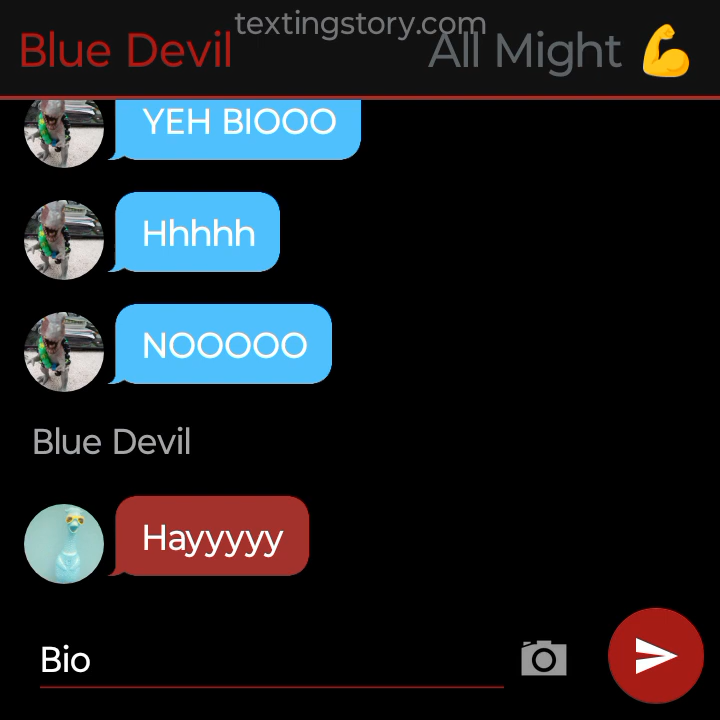 textingstory.com
Blue Devil All Might 💪
YEH BIOOO
Hhhhh
NOOOOO
Blue Devil
Hayyyyy
Bio